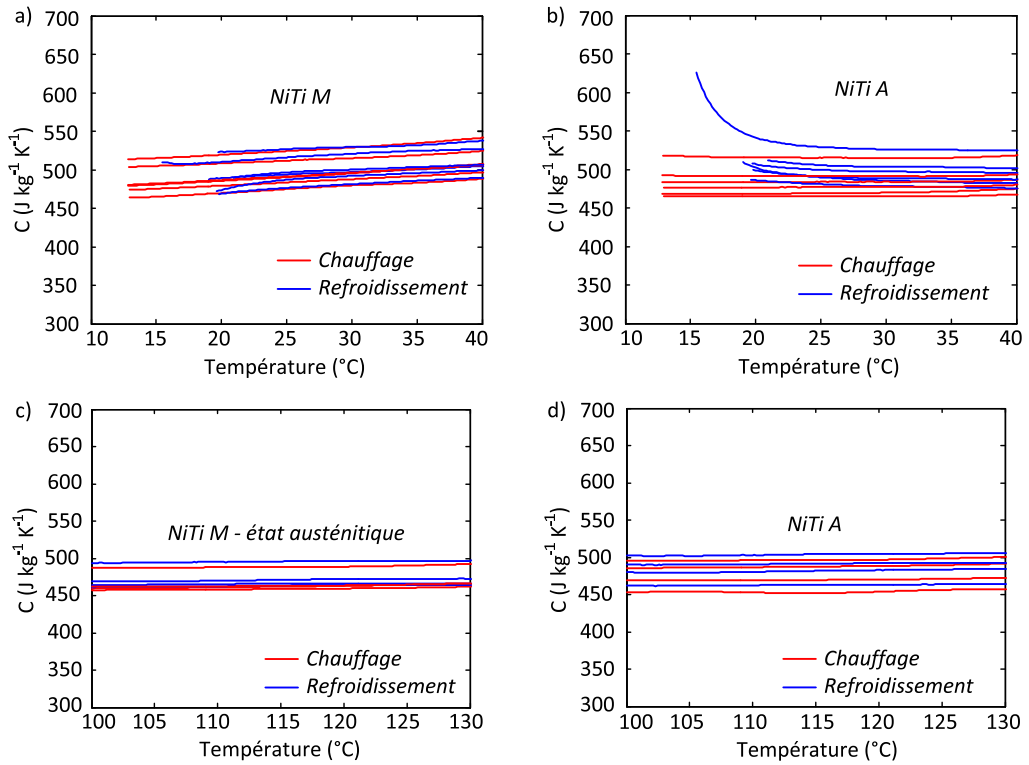 a)
700
650
600
550
500
450
400
350
300
C (J kg⁻¹ K⁻¹)
NiTi M
Chauffage
Refroidissement
10 15 20 25 30 35 40
Température (°C)
b)
700
650
600
550
500
450
400
350
300
C (J kg⁻¹ K⁻¹)
NiTi A
Chauffage
Refroidissement
10 15 20 25 30 35 40
Température (°C)
c)
700
650
600
550
500
450
400
350
300
C (J kg⁻¹ K⁻¹)
NiTi M - état austénitique
Chauffage
Refroidissement
100 105 110 115 120 125 130
Température (°C)
d)
700
650
600
550
500
450
400
350
300
C (J kg⁻¹ K⁻¹)
NiTi A
Chauffage
Refroidissement
100 105 110 115 120 125 130
Température (°C)